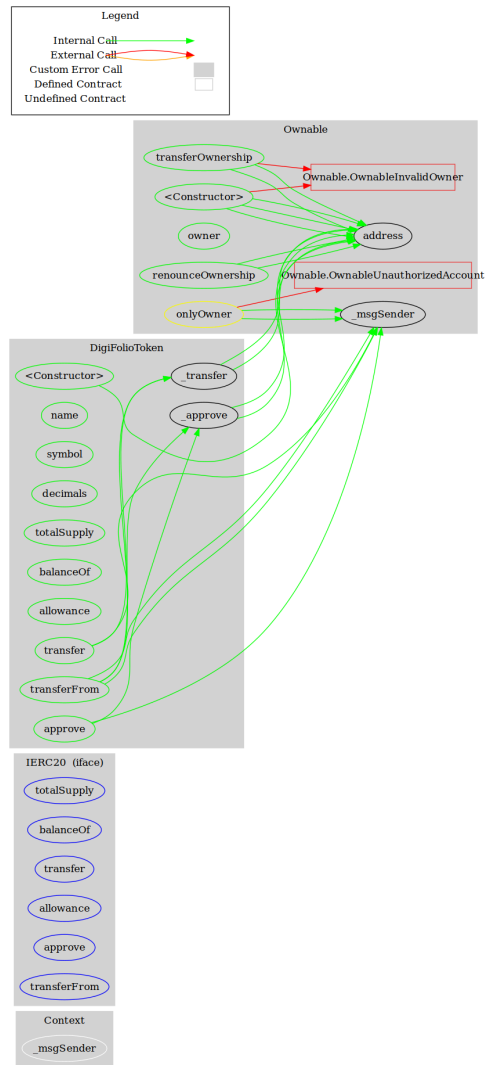 Legend
Internal Call
External Call
Custom Error Call
Defined Contract
Undefined Contract
Ownable
transferOwnership
Ownable.OwnableInvalidOwner
<Constructor>
owner
address
renounceOwnership
Ownable.OwnableUnauthorizedAccount
onlyOwner
_msgSender
DigiFolioToken
<Constructor>
_transfer
name
_approve
symbol
decimals
totalSupply
balanceOf
allowance
transfer
transferFrom
approve
IERC20  (iface)
totalSupply
balanceOf
transfer
allowance
approve
transferFrom
Context
_msgSender